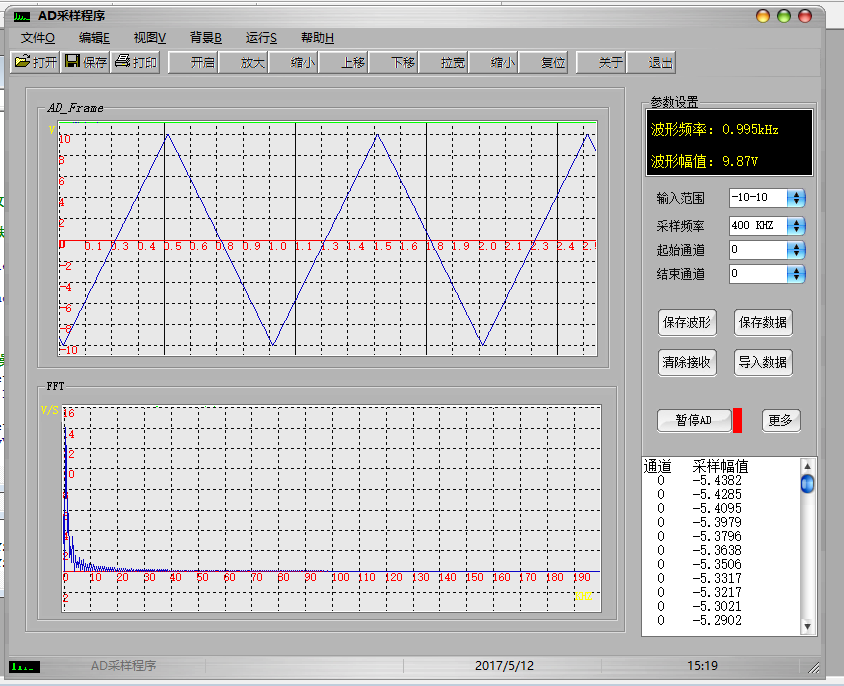 AD采样程序
文件O 编辑E 视图V 背景B 运行S 帮助H
打开 保存 打印 开启 放大 缩小 上移 下移 拉宽 缩小 复位 关于 退出
AD_Frame
V
10
8
6
4
2
0 0.1 0.3 0.4 0.5 0.6 0.8 0.9 1.0 1.1 1.3 1.4 1.5 1.6 1.8 1.9 2.0 2.1 2.3 2.4
-2
-4
-6
-8
-10
FFT
V/S
16
0 10 20 30 40 50 60 70 80 90 100 110 120 130 140 150 160 170 180 190
参数设置
波形频率: 0.995kHz
波形幅值: 9.87V
输入范围 -10-10
采样频率 400 KHZ
起始通道 0
结束通道 0
保存波形 保存数据
清除接收 导入数据
暂停AD 更多
通道 采样幅值
0 -5.4382
0 -5.4285
0 -5.4095
0 -5.3979
0 -5.3796
0 -5.3638
0 -5.3506
0 -5.3317
0 -5.3217
0 -5.3021
0 -5.2902
AD采样程序 2017/5/12 15:19